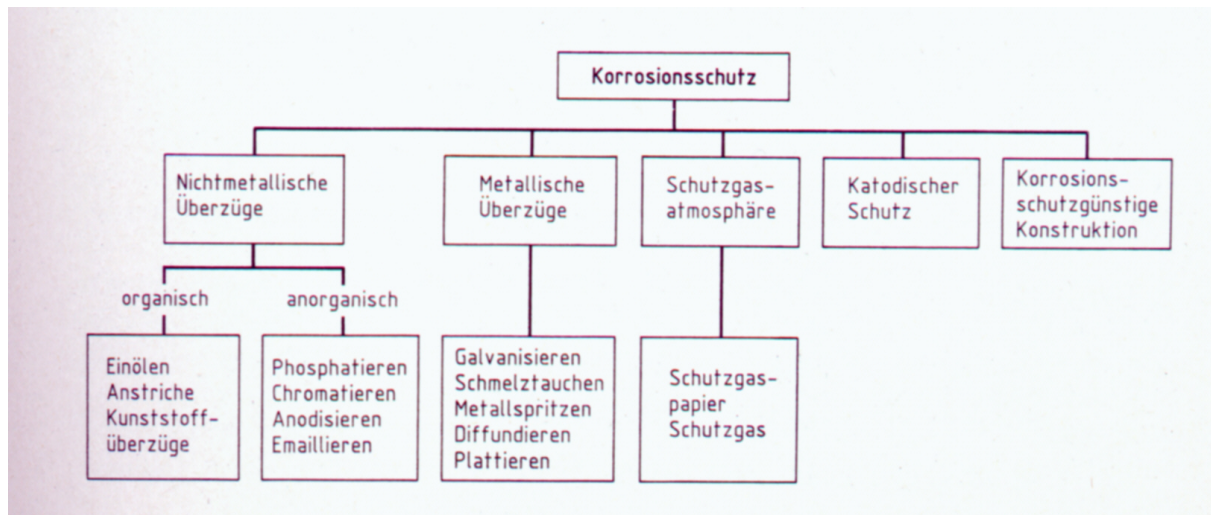 Korrosionsschutz
Nichtmetallische
Überzüge
Metallische
Überzüge
Schutzgas-
atmosphäre
Katodischer
Schutz
Korrosions-
schutzgünstige
Konstruktion
organisch
anorganisch
Einölen
Anstriche
Kunststoff-
überzüge
Phosphatieren
Chromatieren
Anodisieren
Emaillieren
Galvanisieren
Schmelztauchen
Metallspritzen
Diffundieren
Plattieren
Schutzgas-
papier
Schutzgas